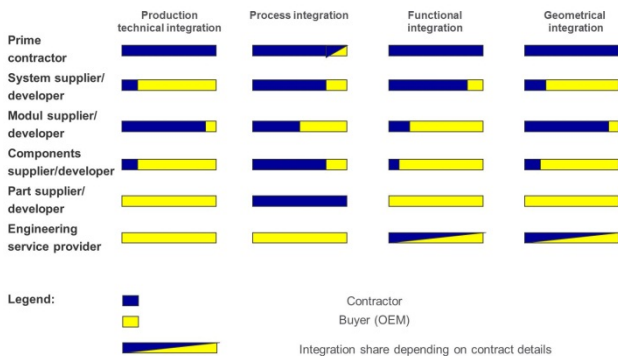 Production
technical integration
Process integration
Functional
integration
Geometrical
integration
Prime
contractor
System supplier/
developer
Modul supplier/
developer
Components
supplier/developer
Part supplier/
developer
Engineering
service provider
Legend:
Contractor
Buyer (OEM)
Integration share depending on contract details